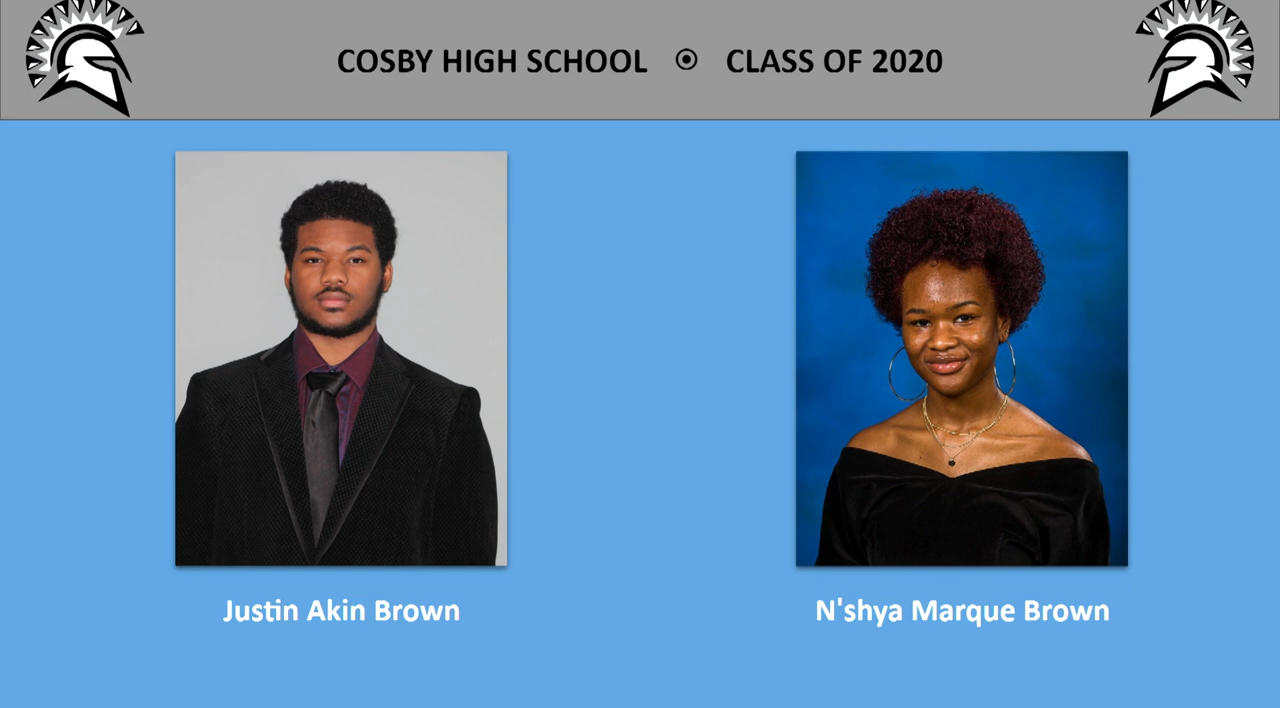 COSBY HIGH SCHOOL ⦿ CLASS OF 2020
Justin Akin Brown
N'shya Marque Brown